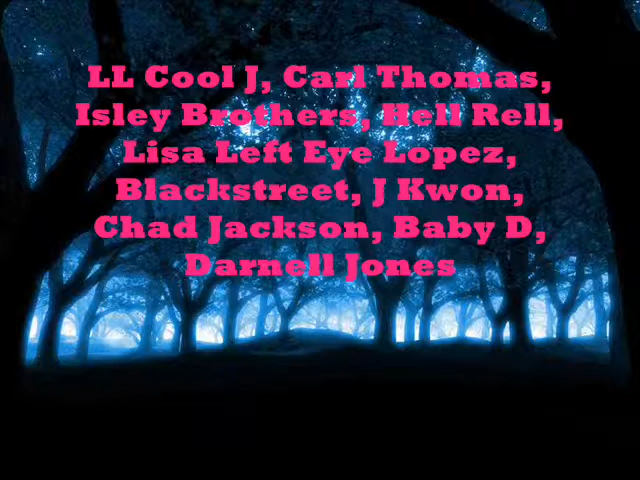 LL Cool J, Carl Thomas,
Isley Brothers, Hell Rell,
Lisa Left Eye Lopez,
Blackstreet, J Kwon,
Chad Jackson, Baby D,
Darnell Jones